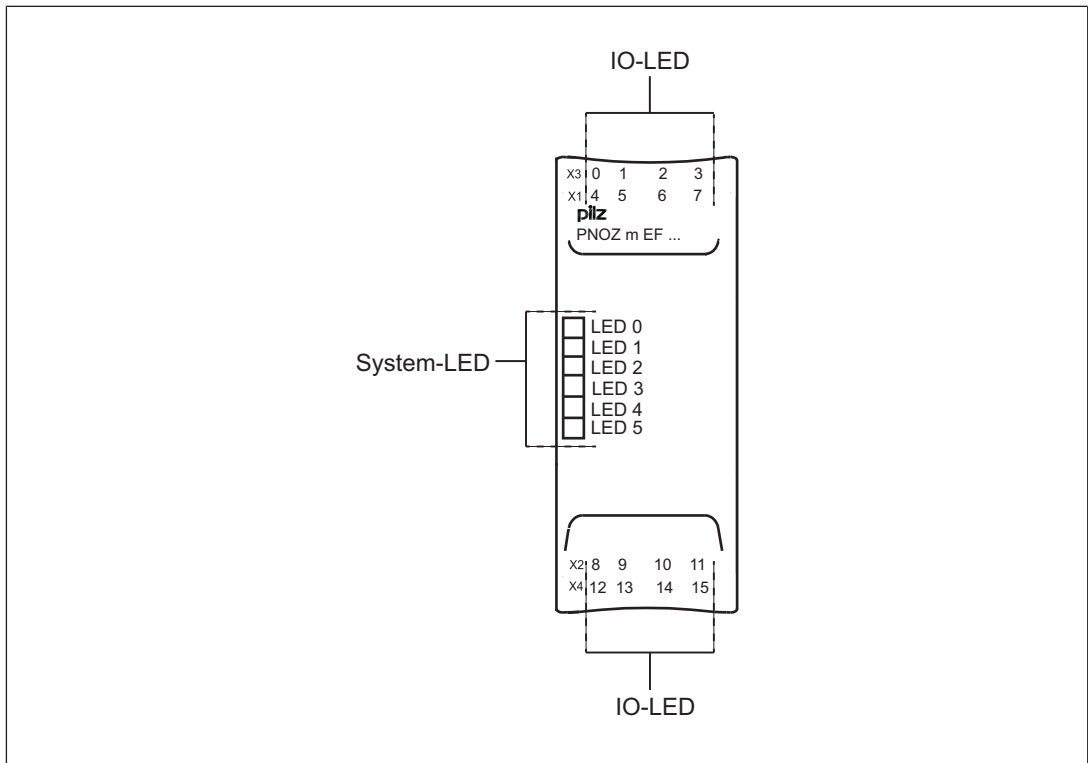 IO-LED
X3 0 1 2 3
X1 4 5 6 7
pilz
PNOZ m EF ...
LED 0
LED 1
System-LED LED 2
LED 3
LED 4
LED 5
X2 8 9 10 11
X4 12 13 14 15
IO-LED